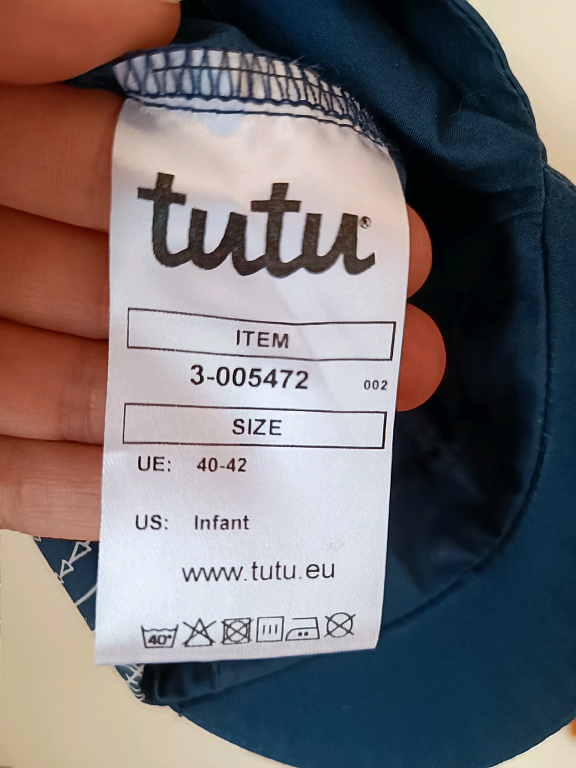 tutu®
ITEM
3-005472 002
SIZE
UE: 40-42
US: Infant
www.tutu.eu
40°